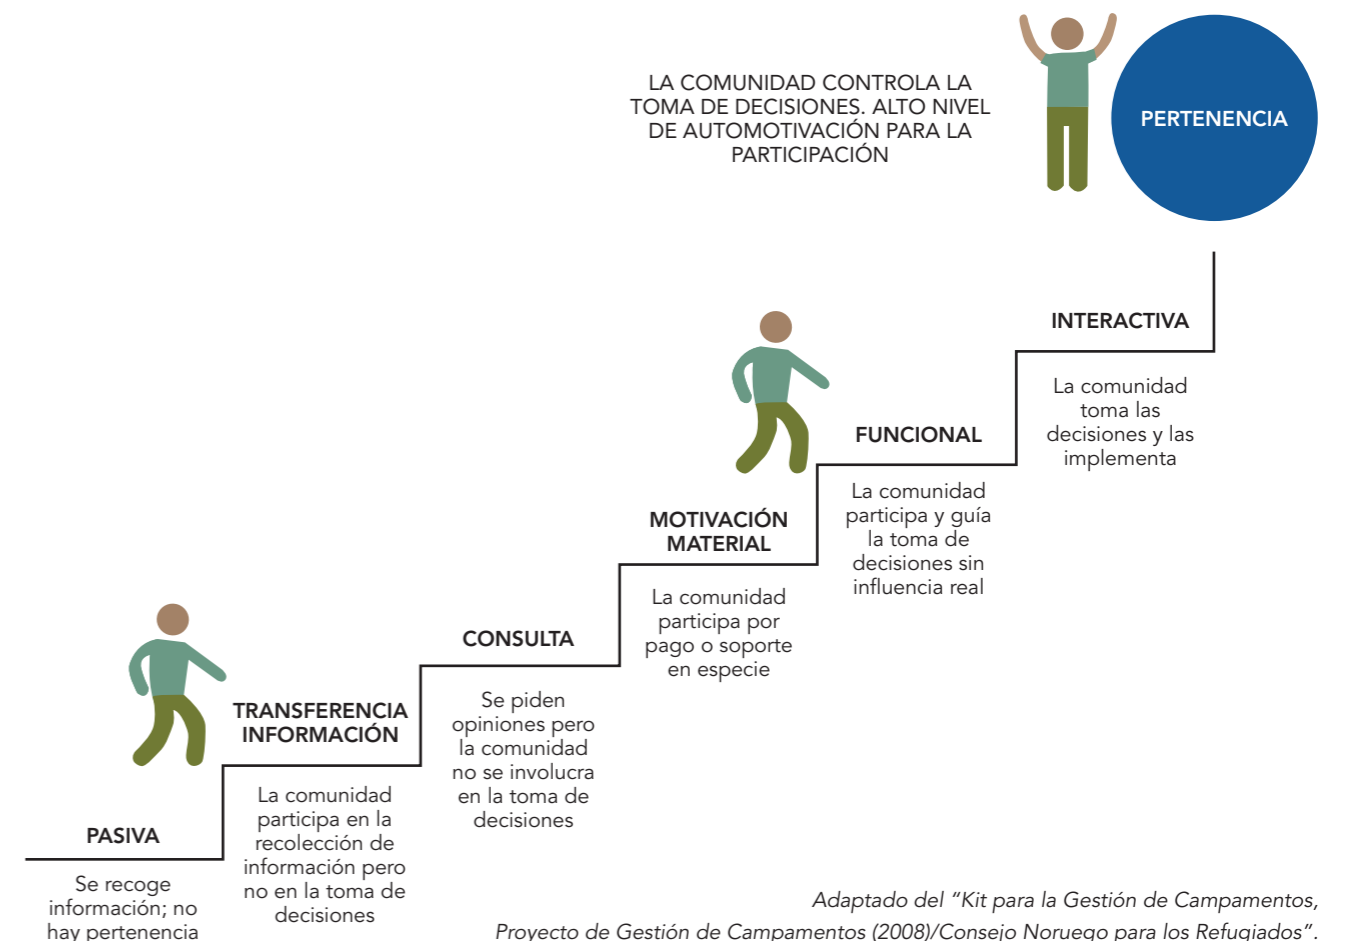 LA COMUNIDAD CONTROLA LA
TOMA DE DECISIONES. ALTO NIVEL
DE AUTOMOTIVACIÓN PARA LA
PARTICIPACIÓN
PERTENENCIA
INTERACTIVA
La comunidad
toma las
decisiones y las
implementa
FUNCIONAL
La comunidad
participa y guía
la toma de
decisiones sin
influencia real
MOTIVACIÓN
MATERIAL
La comunidad
participa por
pago o soporte
en especie
CONSULTA
Se piden
opiniones pero
la comunidad
no se involucra
en la toma de
decisiones
TRANSFERENCIA
INFORMACIÓN
La comunidad
participa en la
recolección de
información pero
no en la toma de
decisiones
PASIVA
Se recoge
información; no
hay pertenencia
Adaptado del “Kit para la Gestión de Campamentos,
Proyecto de Gestión de Campamentos (2008)/Consejo Noruego para los Refugiados”.